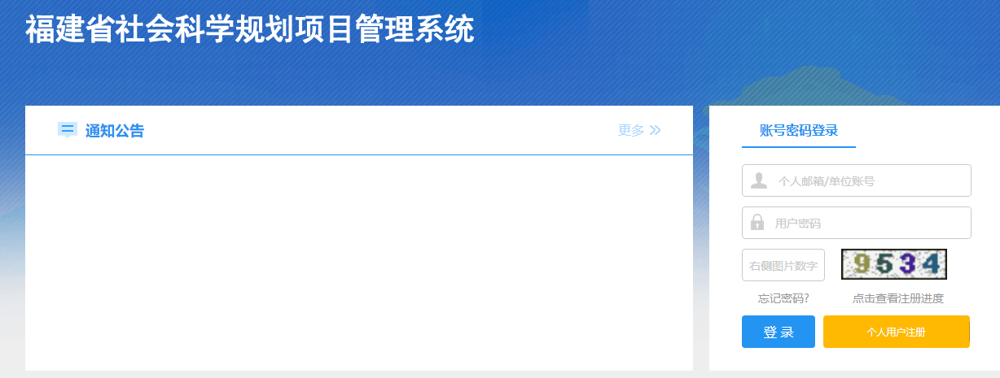 福建省社会科学规划项目管理系统
通知公告
更多
账号密码登录
个人邮箱/单位账号
用户密码
右侧图片数字
9534
忘记密码?
点击查看注册进度
登 录
个人用户注册